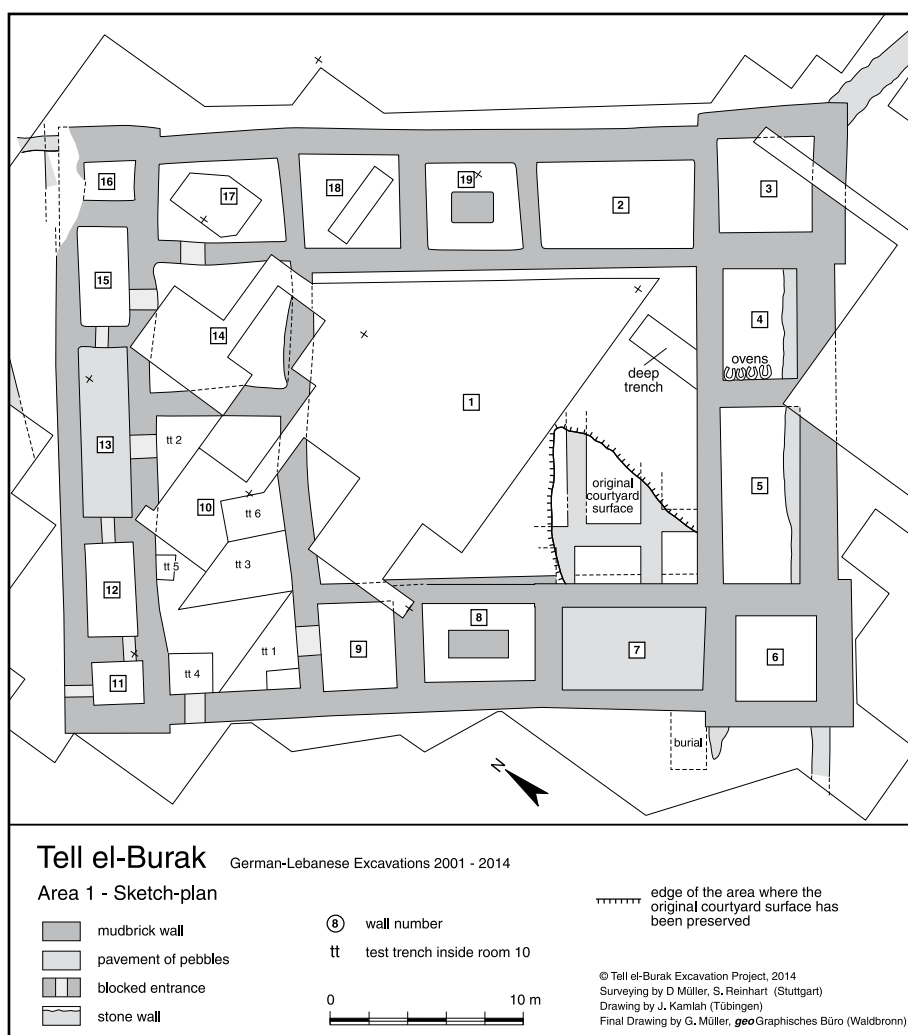 16
17
18
19
2
3
15
14
4
ovens
deep
trench
1
13
tt 2
10
tt 6
original
courtyard
surface
5
tt 5
tt 3
12
8
9
7
6
tt 1
tt 4
11
burial
N
Tell el-Burak German-Lebanese Excavations 2001 - 2014
Area 1 - Sketch-plan
mudbrick wall
pavement of pebbles
blocked entrance
stone wall
8 wall number
tt test trench inside room 10
0 10 m
edge of the area where the
original courtyard surface has
been preserved
© Tell el-Burak Excavation Project, 2014
Surveying by D Müller, S. Reinhart (Stuttgart)
Drawing by J. Kamlah (Tübingen)
Final Drawing by G. Müller, geoGraphisches Büro (Waldbronn)